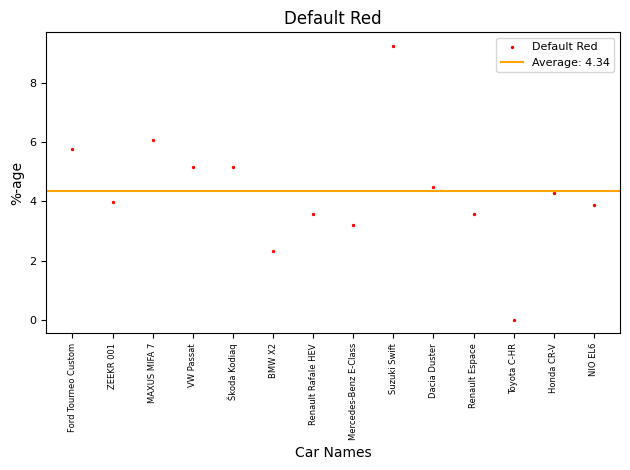 Default Red
Default Red
Average: 4.34
%-age
8
6
4
2
0
Ford Tourneo Custom
ZEEKR 001
MAXUS MIFA 7
VW Passat
Škoda Kodiaq
BMW X2
Renault Rafale HEV
Mercedes-Benz E-Class
Suzuki Swift
Dacia Duster
Renault Espace
Toyota C-HR
Honda CR-V
NIO EL6
Car Names